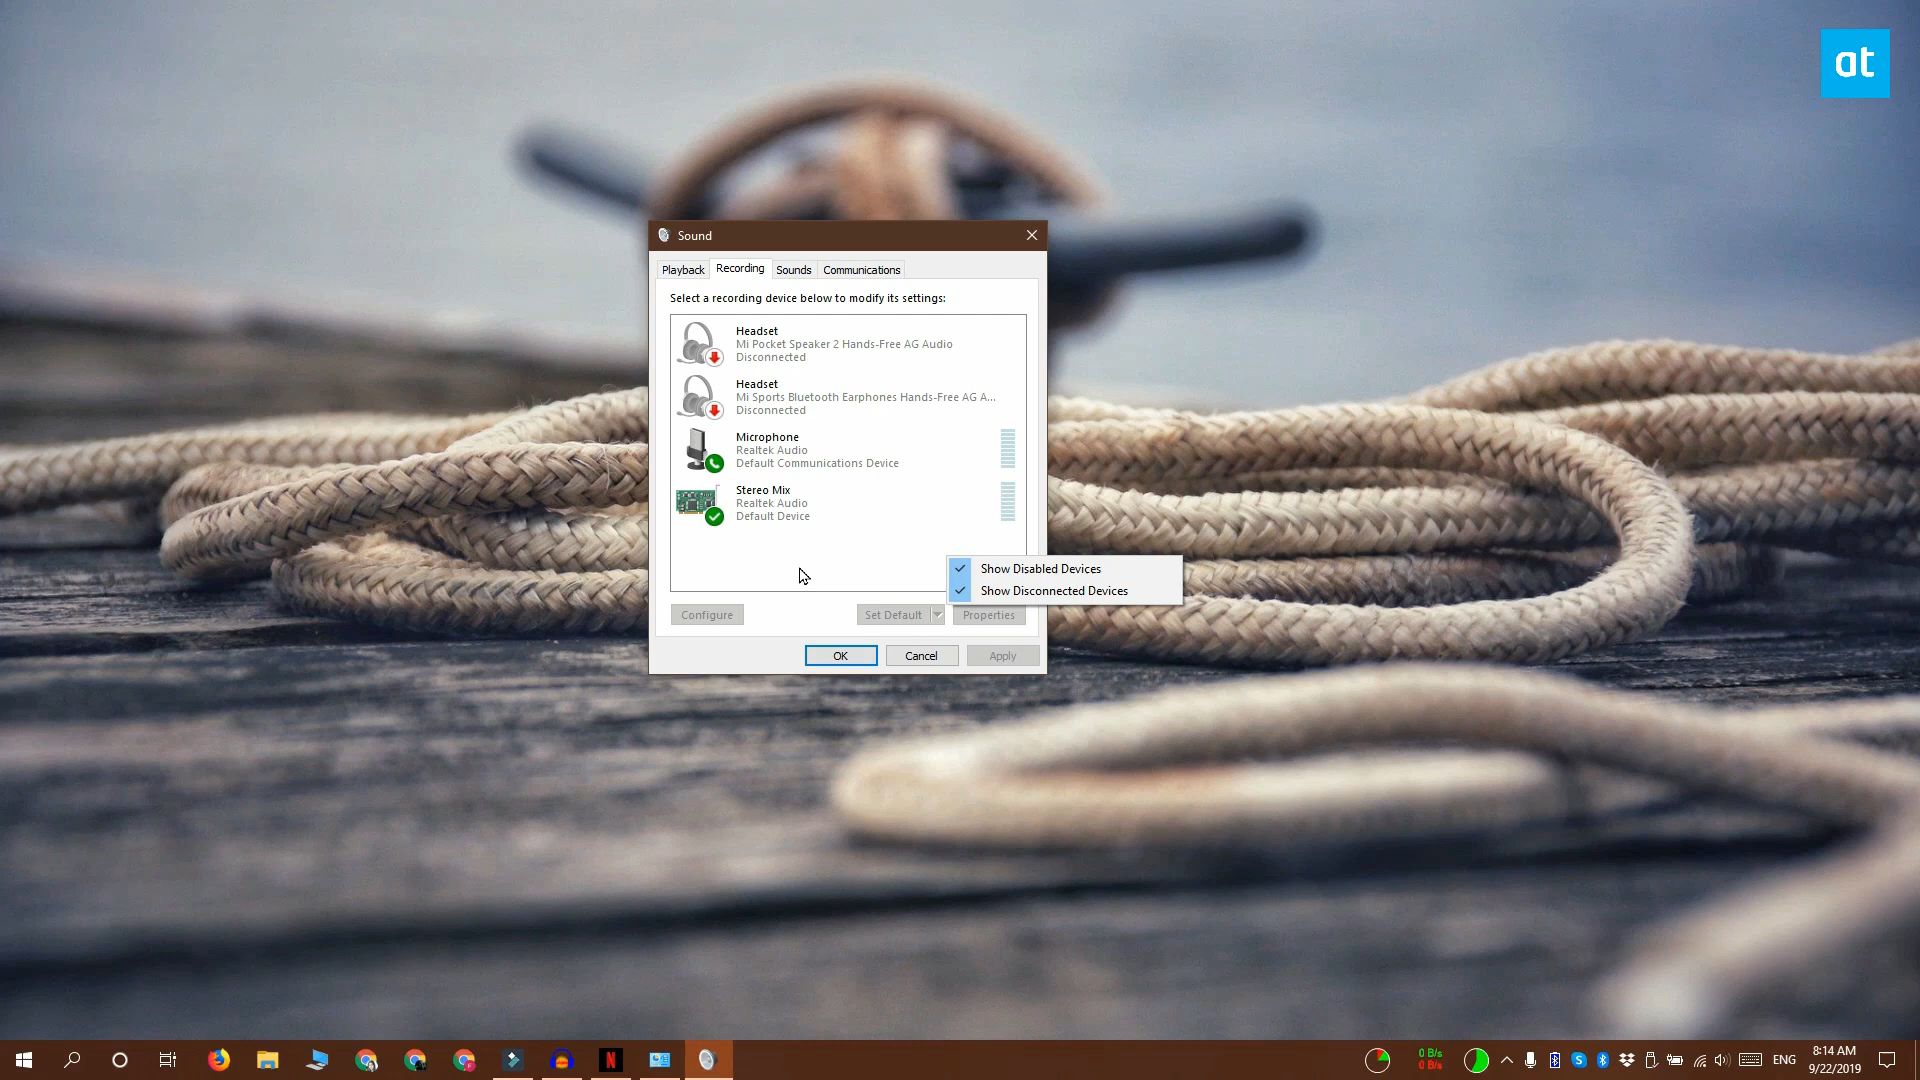 at
Sound
Playback Recording Sounds Communications
Select a recording device below to modify its settings:
Headset
Mi Pocket Speaker 2 Hands-Free AG Audio
Disconnected
Headset
Mi Sports Bluetooth Earphones Hands-Free AG A...
Disconnected
Microphone
Realtek Audio
Default Communications Device
Stereo Mix
Realtek Audio
Default Device
Show Disabled Devices
Show Disconnected Devices
Configure Set Default Properties
OK Cancel Apply
0 B/s
0 B/s
ENG
8:14 AM
9/22/2019